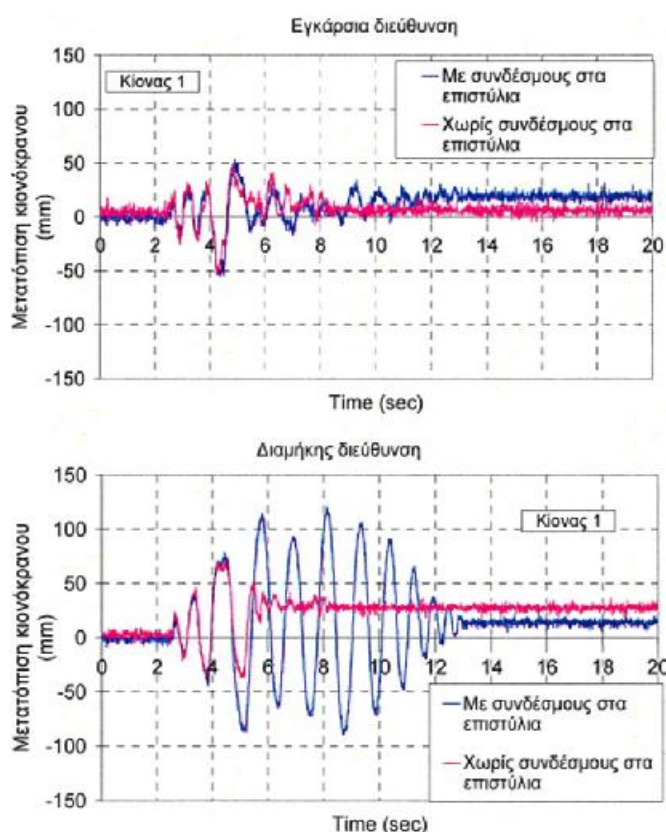 Εγκάρσια διεύθυνση
150
Κίονας 1
Με συνδέσμους στα
επιστύλια
100
Χωρίς συνδέσμους στα
επιστύλια
50
0
0 2 4 6 8 10 12 14 16 18 20
-50
-100
-150
Μετατόπιση κιονόκρανου
(mm)
Time (sec)
Διαμήκης διεύθυνση
150
100
Κίονας 1
50
0
0 2 4 6 8 10 12 14 16 18 20
-50
Με συνδέσμους στα
επιστύλια
-100
Χωρίς συνδέσμους στα
επιστύλια
-150
Μετατόπιση κιονόκρανου
(mm)
Time (sec)